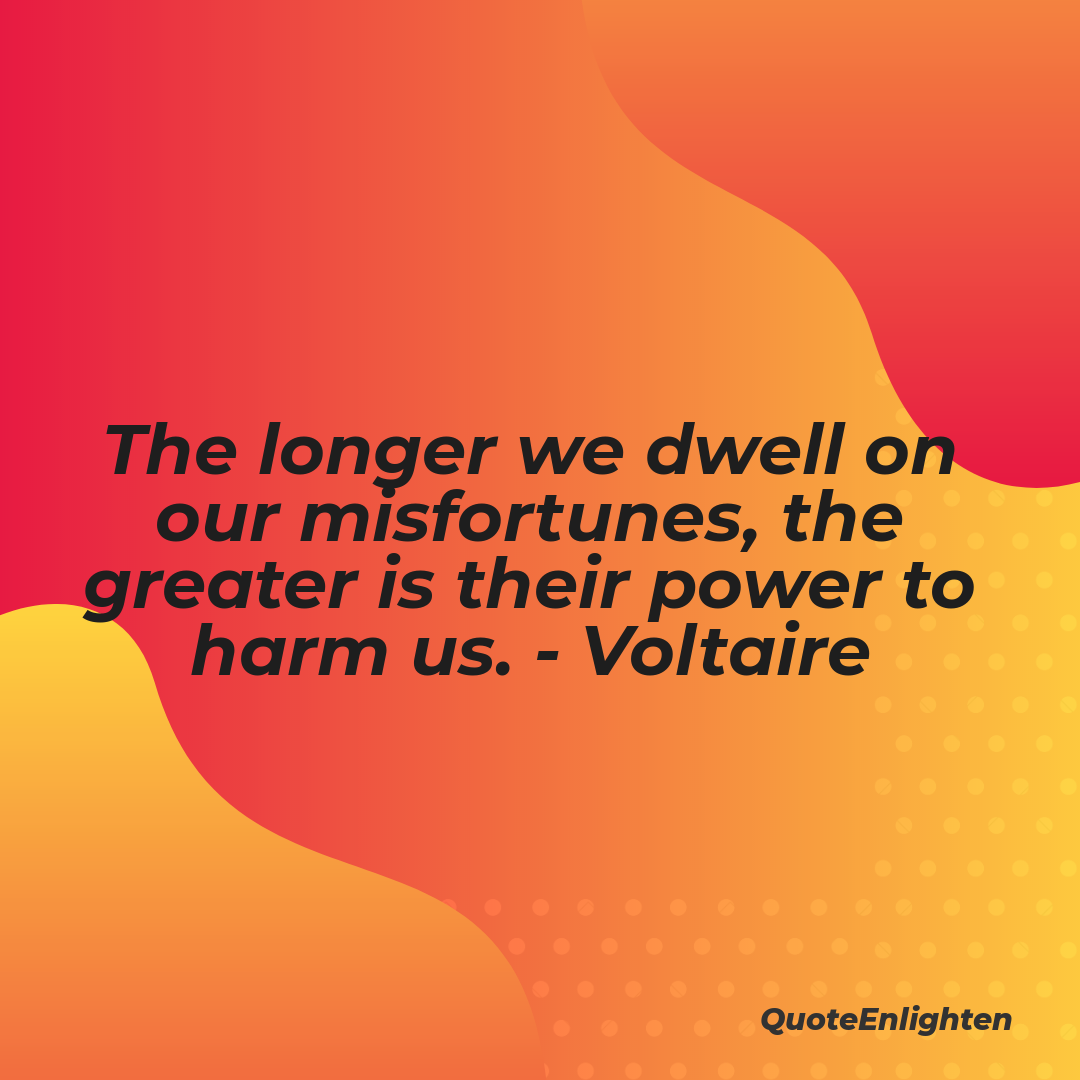 The longer we dwell on
our misfortunes, the
greater is their power to
harm us. - Voltaire
QuoteEnlighten